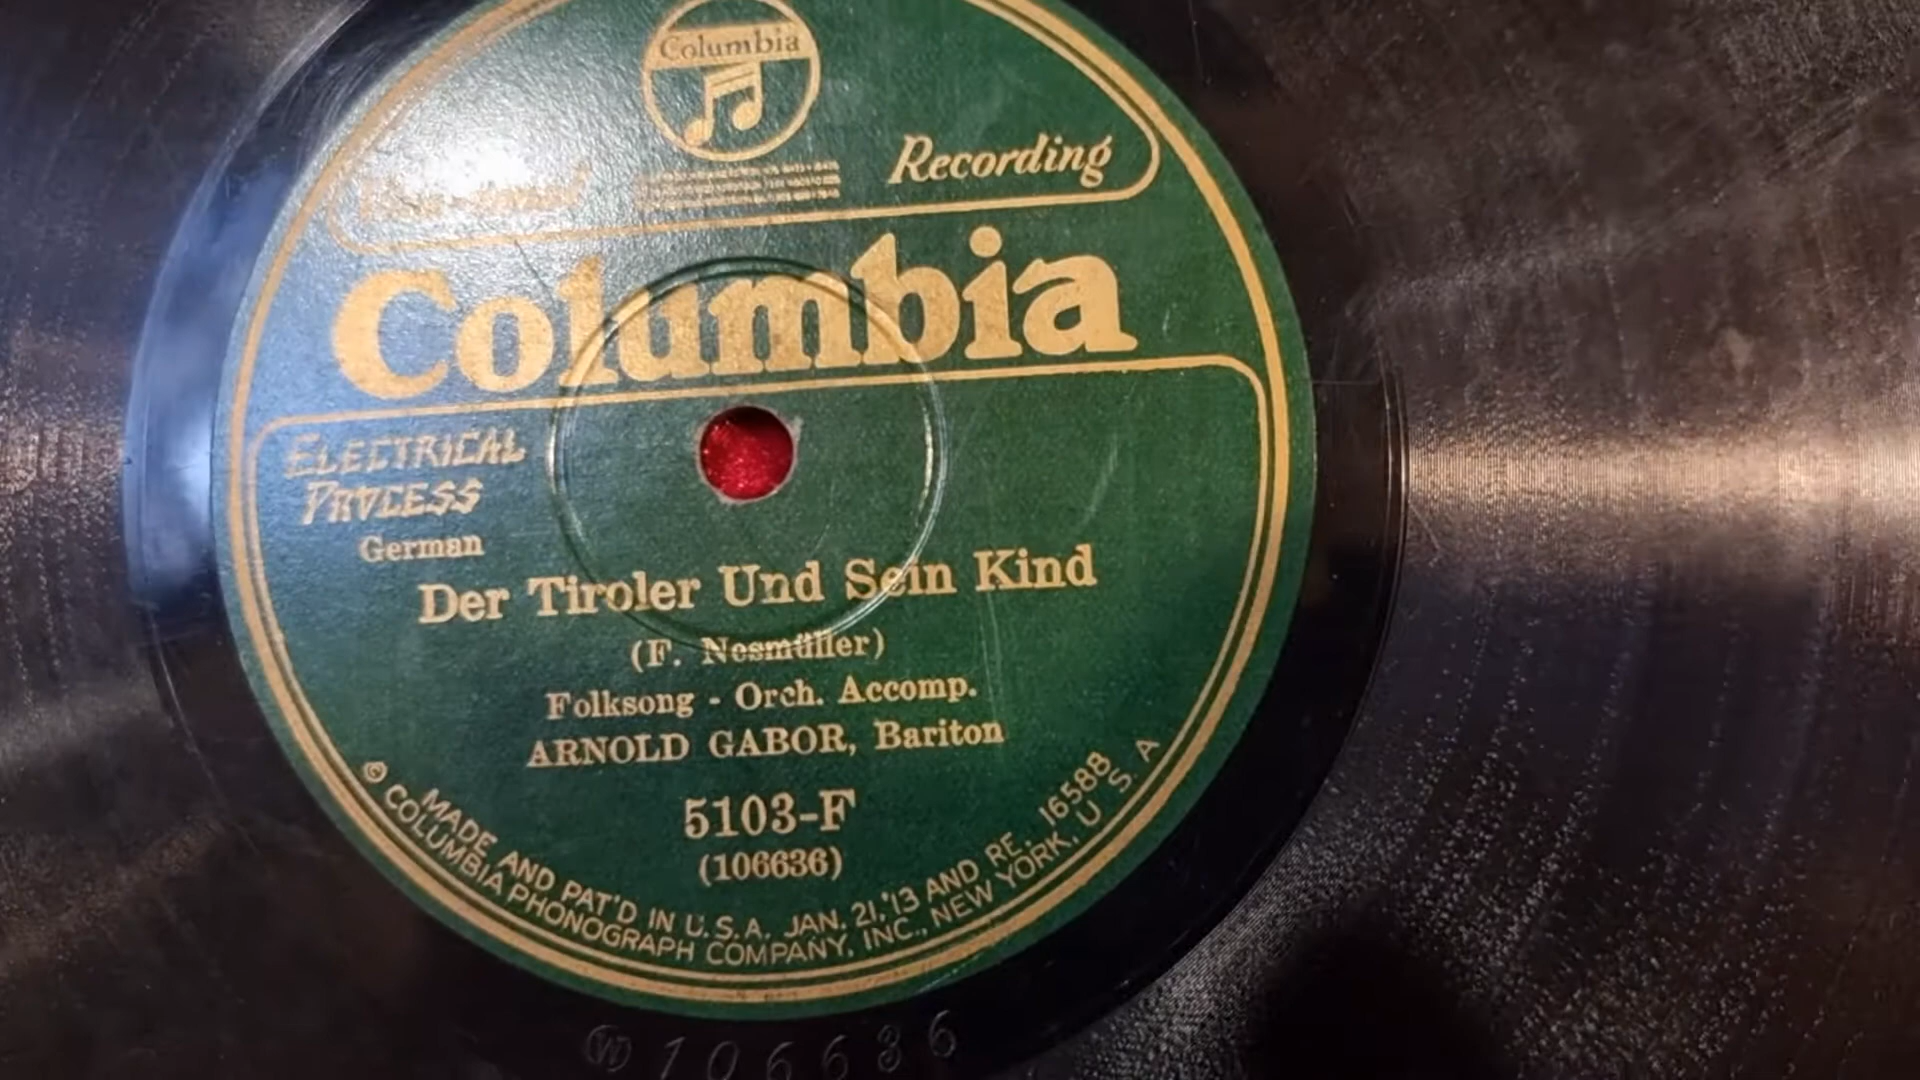 Columbia
Recording
Columbia
ELECTRICAL
PROCESS
German
Der Tiroler Und Sein Kind
(F. Nesmüller)
Folksong - Orch. Accomp.
ARNOLD GABOR, Bariton
5103-F
(106636)
MADE AND PAT'D IN U.S.A. JAN. 21,'13 AND RE. 16588
© COLUMBIA PHONOGRAPH COMPANY, INC., NEW YORK, U S. A
W 106636